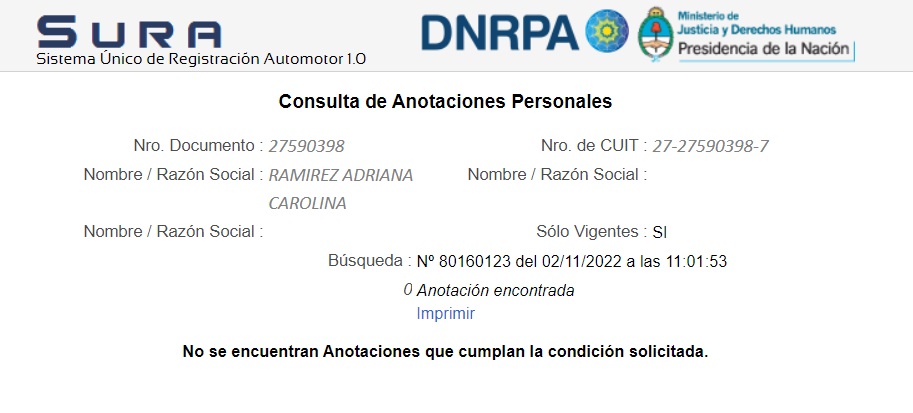 SURA
Sistema Único de Registración Automotor 1.0
DNRPA
Ministerio de
Justicia y Derechos Humanos
Presidencia de la Nación
Consulta de Anotaciones Personales
Nro. Documento : 27590398 Nro. de CUIT : 27-27590398-7
Nombre / Razón Social : RAMIREZ ADRIANA Nombre / Razón Social :
CAROLINA
Nombre / Razón Social : Sólo Vigentes : SI
Búsqueda : Nº 80160123 del 02/11/2022 a las 11:01:53
0 Anotación encontrada
Imprimir
No se encuentran Anotaciones que cumplan la condición solicitada.